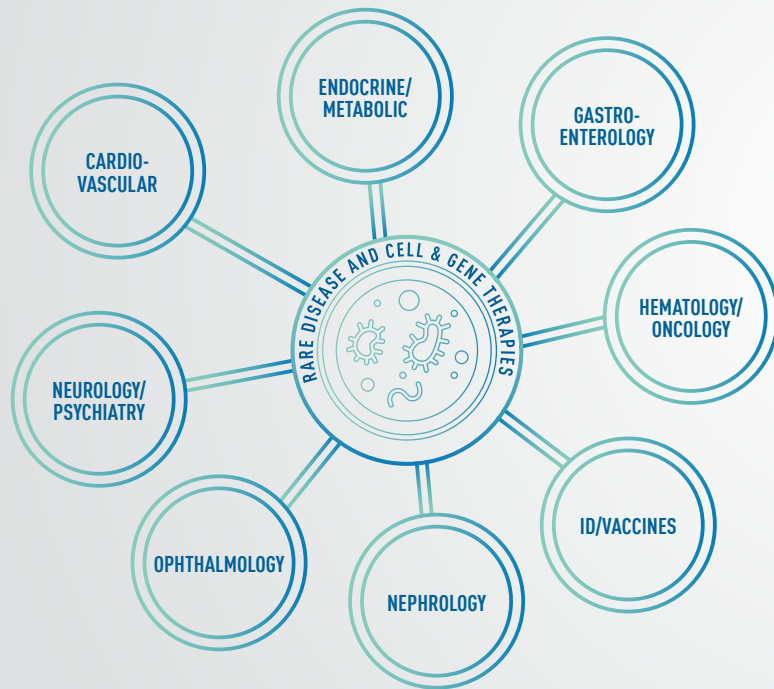 ENDOCRINE/
METABOLIC
GASTRO-
ENTEROLOGY
CARDIO-
VASCULAR
RARE DISEASE AND CELL & GENE THERAPIES
HEMATOLOGY/
ONCOLOGY
NEUROLOGY/
PSYCHIATRY
ID/VACCINES
OPHTHALMOLOGY
NEPHROLOGY